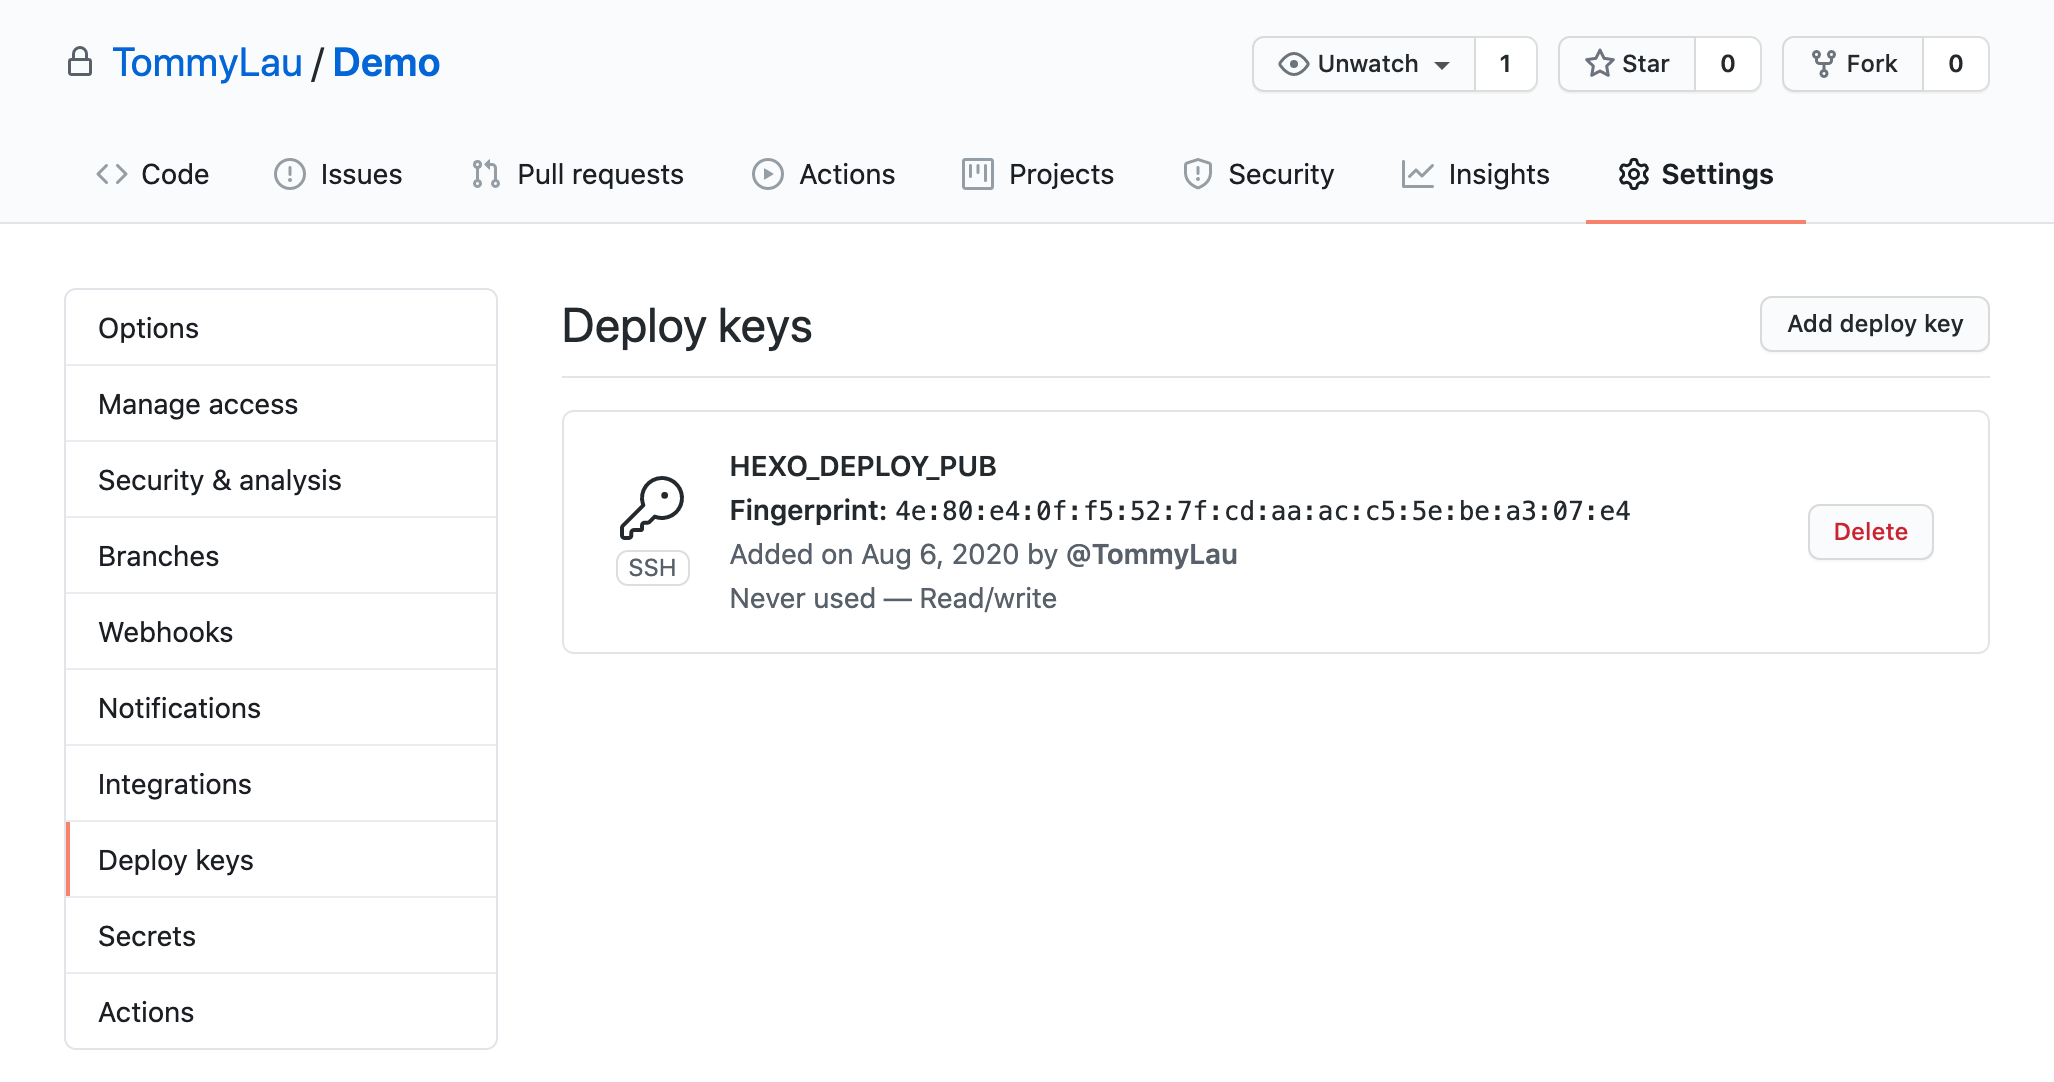 TommyLau / Demo
Unwatch 1
Star 0
Fork 0
Code Issues Pull requests Actions Projects Security Insights Settings
Options
Manage access
Security & analysis
Branches
Webhooks
Notifications
Integrations
Deploy keys
Secrets
Actions
Deploy keys
Add deploy key
SSH
HEXO_DEPLOY_PUB
Fingerprint: 4e:80:e4:0f:f5:52:7f:cd:aa:ac:c5:5e:be:a3:07:e4
Added on Aug 6, 2020 by @TommyLau
Never used — Read/write
Delete